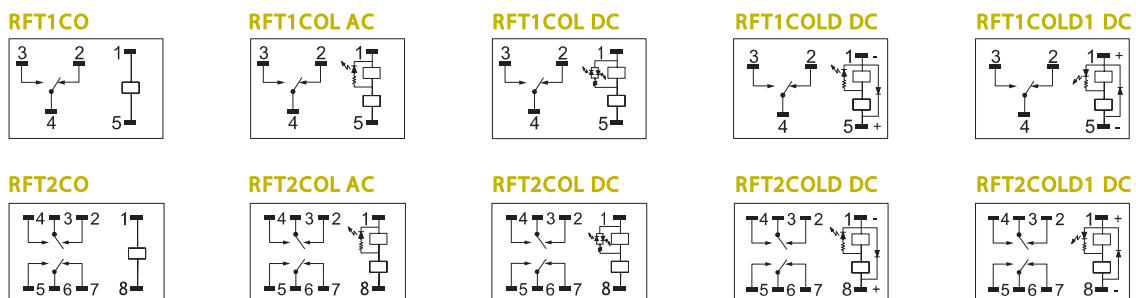 RFT1CO RFT1COL AC RFT1COL DC RFT1COLD DC RFT1COLD1 DC
3 2 1 3 2 1 3 2 1 3 2 1 - 3 2 1 +
4 5 4 5 4 5 4 5 + 4 5 -
RFT2CO RFT2COL AC RFT2COL DC RFT2COLD DC RFT2COLD1 DC
4 3 2 1 4 3 2 1 4 3 2 1 4 3 2 1 - 4 3 2 1 +
5 6 7 8 5 6 7 8 5 6 7 8 5 6 7 8 + 5 6 7 8 -